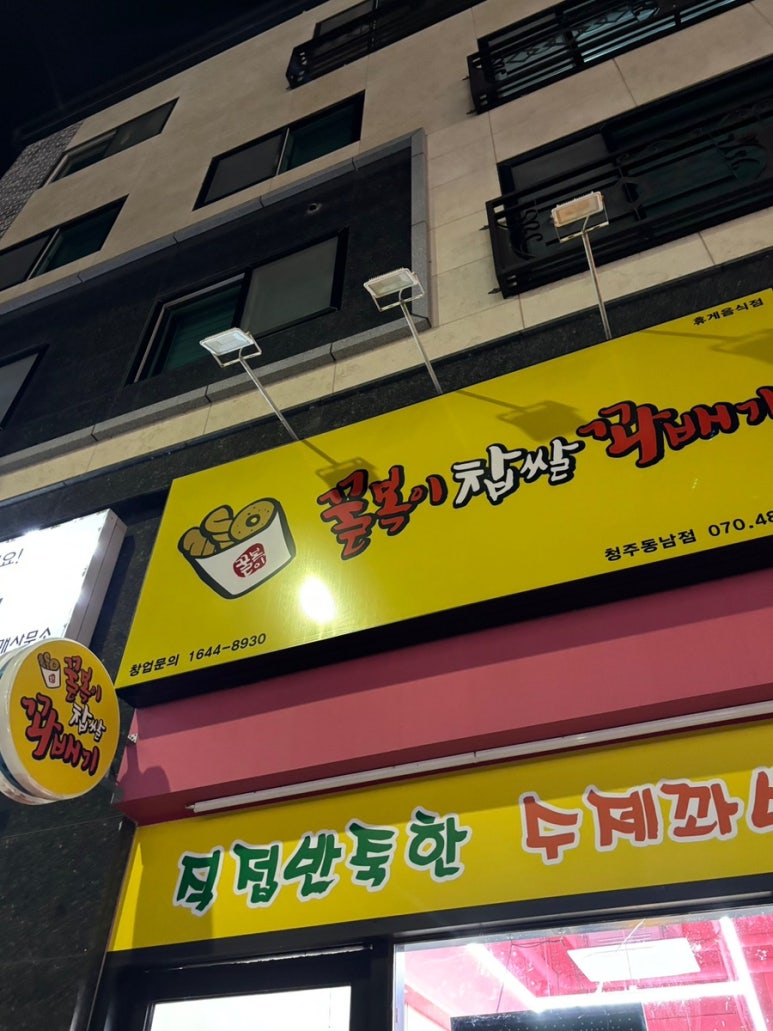 휴게음식점
꿀복이 찹쌀 꽈배기
꿀복이
청주동남점 070.48
창업문의 1644-8930
요!
꿀복이
찹쌀
꽈배기
직접반죽한 수제꽈